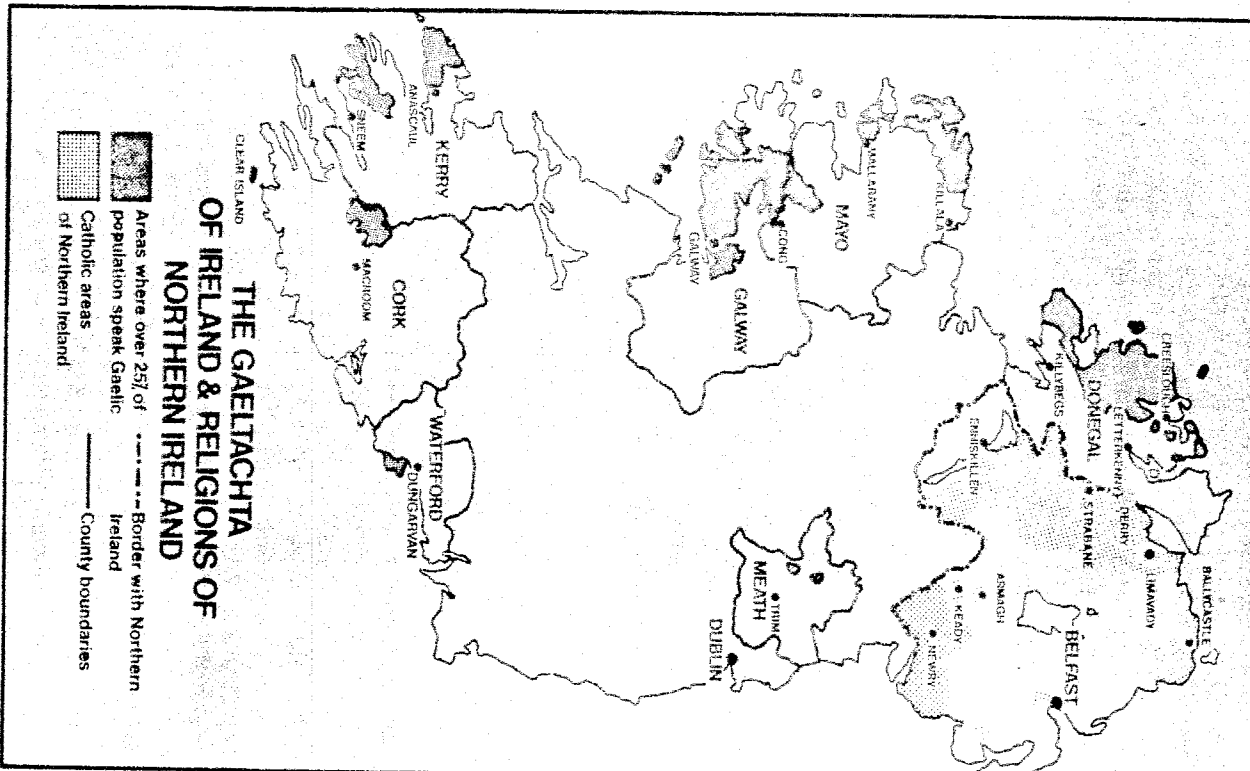 THE GAELTACHTA
OF IRELAND & RELIGIONS OF
NORTHERN IRELAND
Areas where over 25% of
population speak Gaelic
Catholic areas
of Northern Ireland
Border with Northern
Ireland
County boundaries
BALLYCASTLE
LIMAVADY
DERRY
CREESLOUGH
LETTERKENNY
STRABANE
DONEGAL
KILLYBEGS
BELFAST
ENNISKILLEN
ARMAGH
KEADY
NEWRY
KILLALA
MALLARANY
MAYO
CONG
GALWAY
GALWAY
MEATH
TRIM
DUBLIN
KERRY
ANASCAUL
SNEEM
CORK
MACROOM
WATERFORD
DUNGARVAN
CLEAR ISLAND